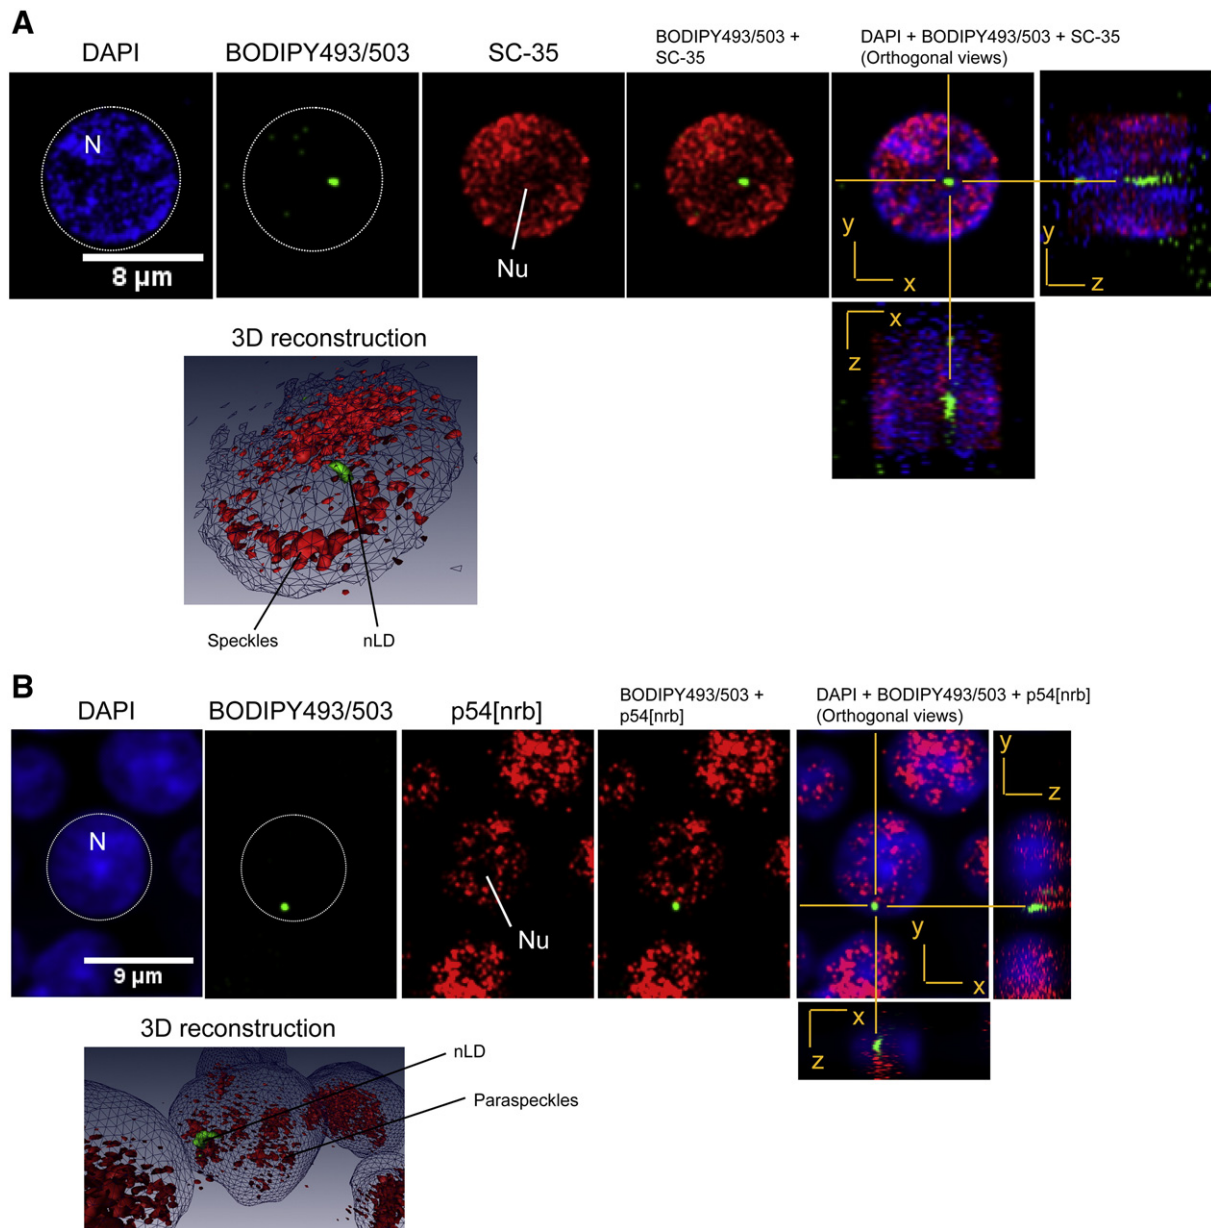 A
DAPI
BODIPY493/503
SC-35
BODIPY493/503 +
SC-35
DAPI + BODIPY493/503 + SC-35
(Orthogonal views)
N
8 µm
Nu
y
x
y
z
x
z
3D reconstruction
Speckles
nLD
B
DAPI
BODIPY493/503
p54[nrb]
BODIPY493/503 +
p54[nrb]
DAPI + BODIPY493/503 + p54[nrb]
(Orthogonal views)
N
9 µm
Nu
y
x
y
z
x
z
3D reconstruction
nLD
Paraspeckles